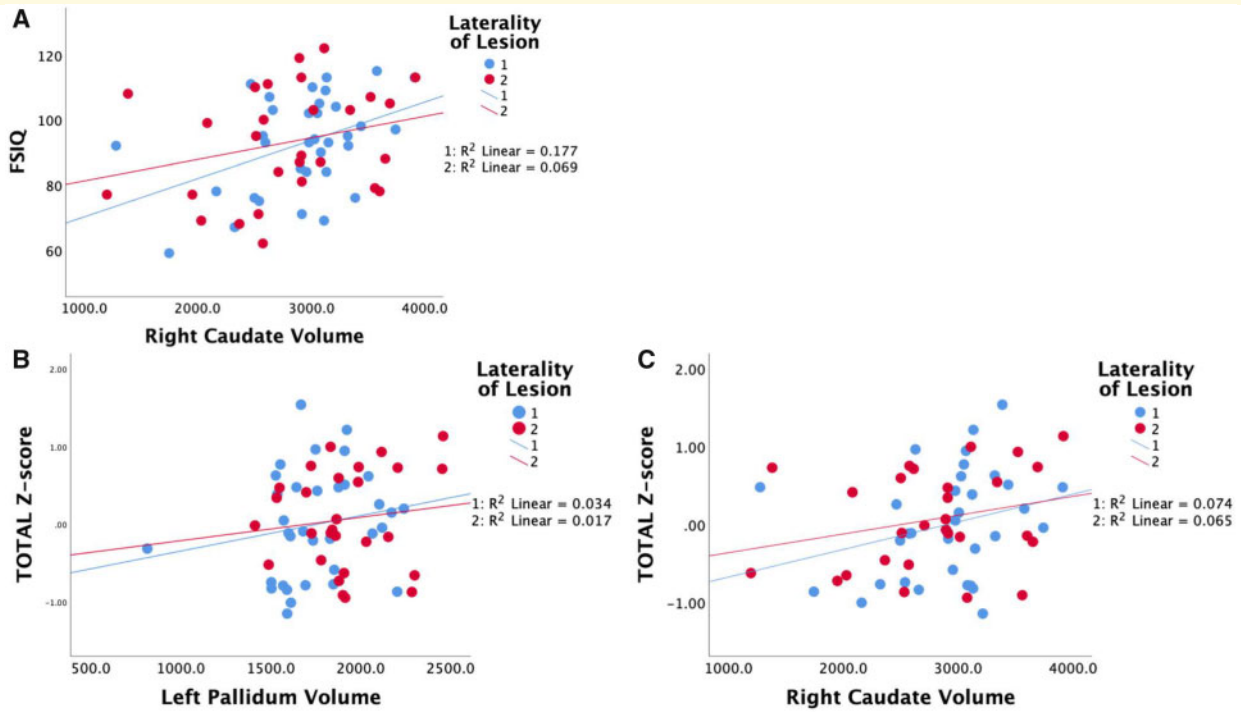 A
Laterality
of Lesion
1
2
1
2
1: R² Linear = 0.177
2: R² Linear = 0.069
FSIQ
120
100
80
60
1000.0 2000.0 3000.0 4000.0
Right Caudate Volume
B
Laterality
of Lesion
1
2
1
2
1: R² Linear = 0.034
2: R² Linear = 0.017
TOTAL Z-score
2.00
1.00
.00
-1.00
500.0 1000.0 1500.0 2000.0 2500.0
Left Pallidum Volume
C
Laterality
of Lesion
1
2
1
2
1: R² Linear = 0.074
2: R² Linear = 0.065
TOTAL Z-score
2.00
1.00
.00
-1.00
1000.0 2000.0 3000.0 4000.0
Right Caudate Volume